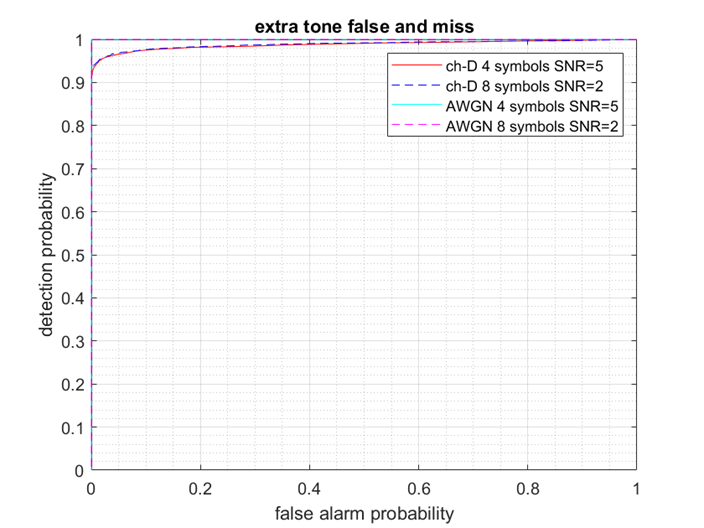 extra tone false and miss
1
0.9
0.8
0.7
0.6
0.5
0.4
0.3
0.2
0.1
0
detection probability
ch-D 4 symbols SNR=5
ch-D 8 symbols SNR=2
AWGN 4 symbols SNR=5
AWGN 8 symbols SNR=2
0 0.2 0.4 0.6 0.8 1
false alarm probability